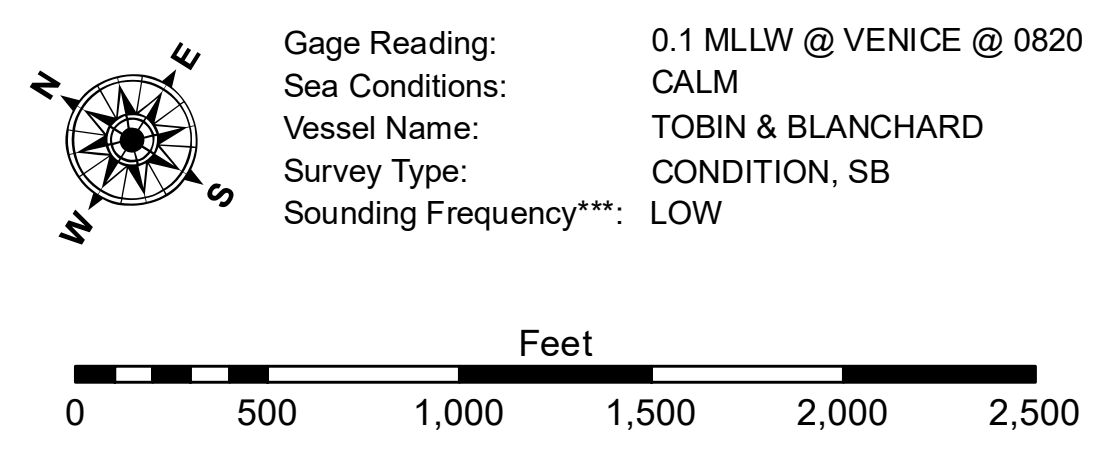 N
E
S
W
Gage Reading: 0.1 MLLW @ VENICE @ 0820
Sea Conditions: CALM
Vessel Name: TOBIN & BLANCHARD
Survey Type: CONDITION, SB
Sounding Frequency***: LOW
Feet
0 500 1,000 1,500 2,000 2,500